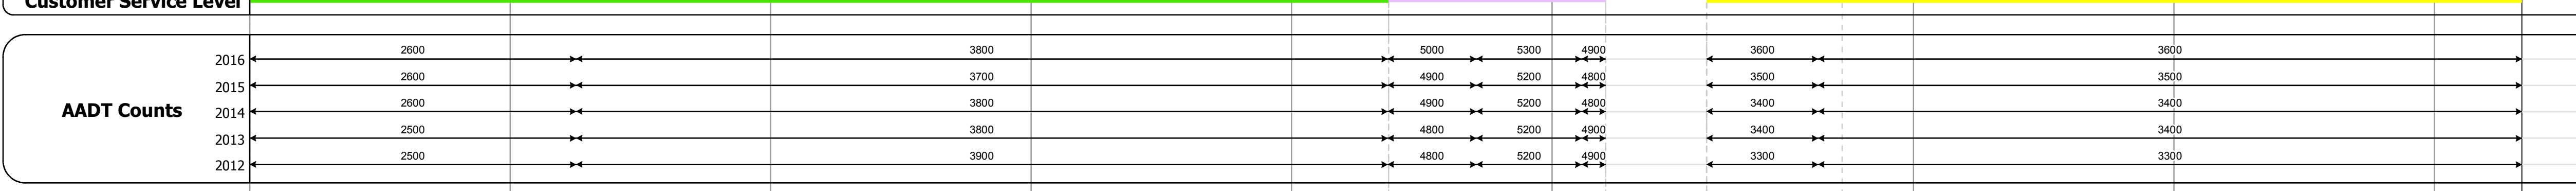 Customer Service Level
AADT Counts
2016 2600 3800 5000 5300 4900 3600 3600
2015 2600 3700 4900 5200 4800 3500 3500
2014 2600 3800 4900 5200 4800 3400 3400
2013 2500 3800 4800 5200 4900 3400 3400
2012 2500 3900 4800 5200 4900 3300 3300